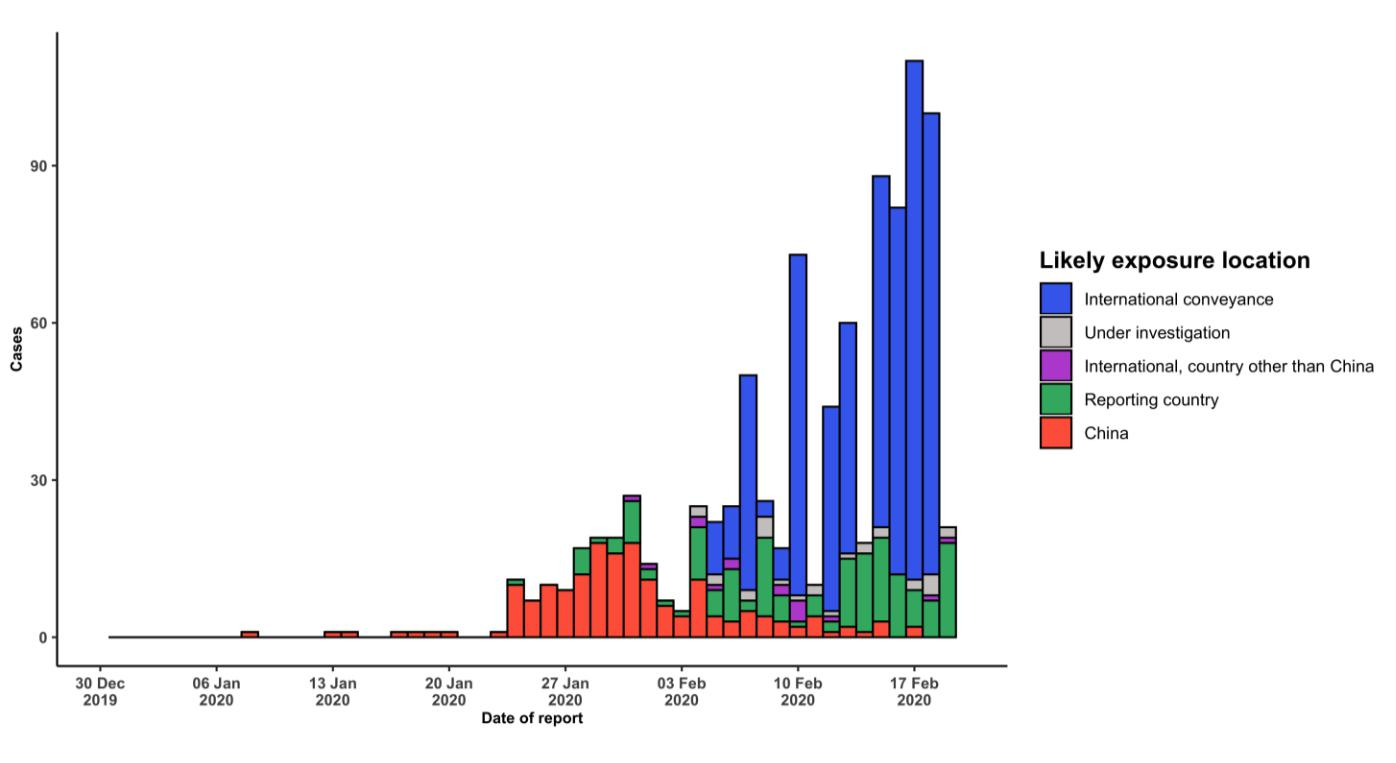 90
60
30
0
Cases
30 Dec
2019
06 Jan
2020
13 Jan
2020
20 Jan
2020
27 Jan
2020
03 Feb
2020
10 Feb
2020
17 Feb
2020
Date of report
Likely exposure location
International conveyance
Under investigation
International, country other than China
Reporting country
China